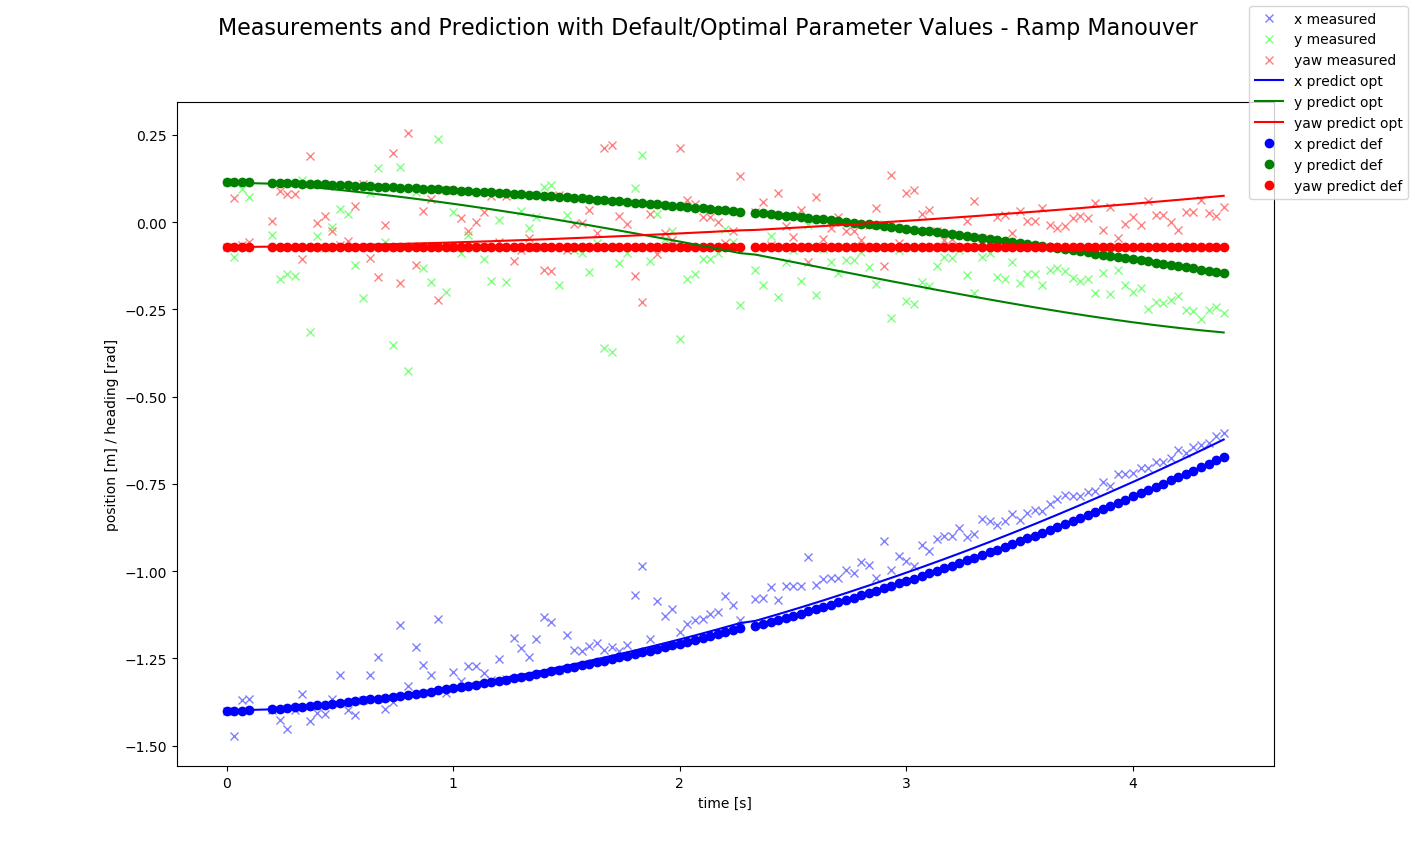 Measurements and Prediction with Default/Optimal Parameter Values - Ramp Manouver
x measured
y measured
yaw measured
x predict opt
y predict opt
yaw predict opt
x predict def
y predict def
yaw predict def
0.25
0.00
−0.25
−0.50
−0.75
−1.00
−1.25
−1.50
position [m] / heading [rad]
0 1 2 3 4
time [s]